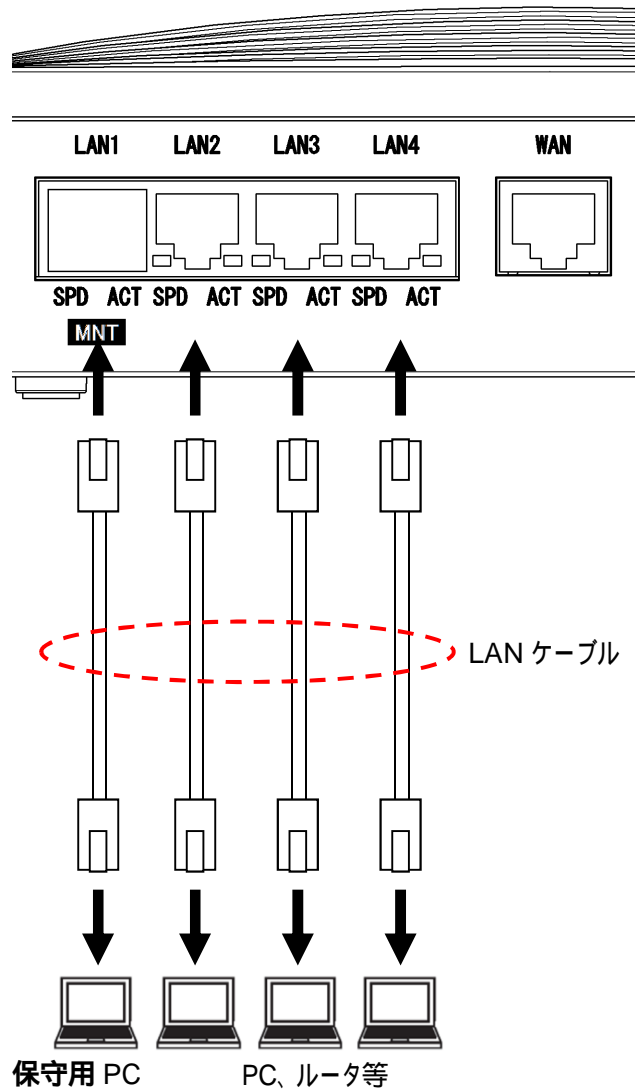 LAN1 LAN2 LAN3 LAN4 WAN
SPD ACT SPD ACT SPD ACT SPD ACT
MNT
LAN ケーブル
保守用 PC PC、ルータ等